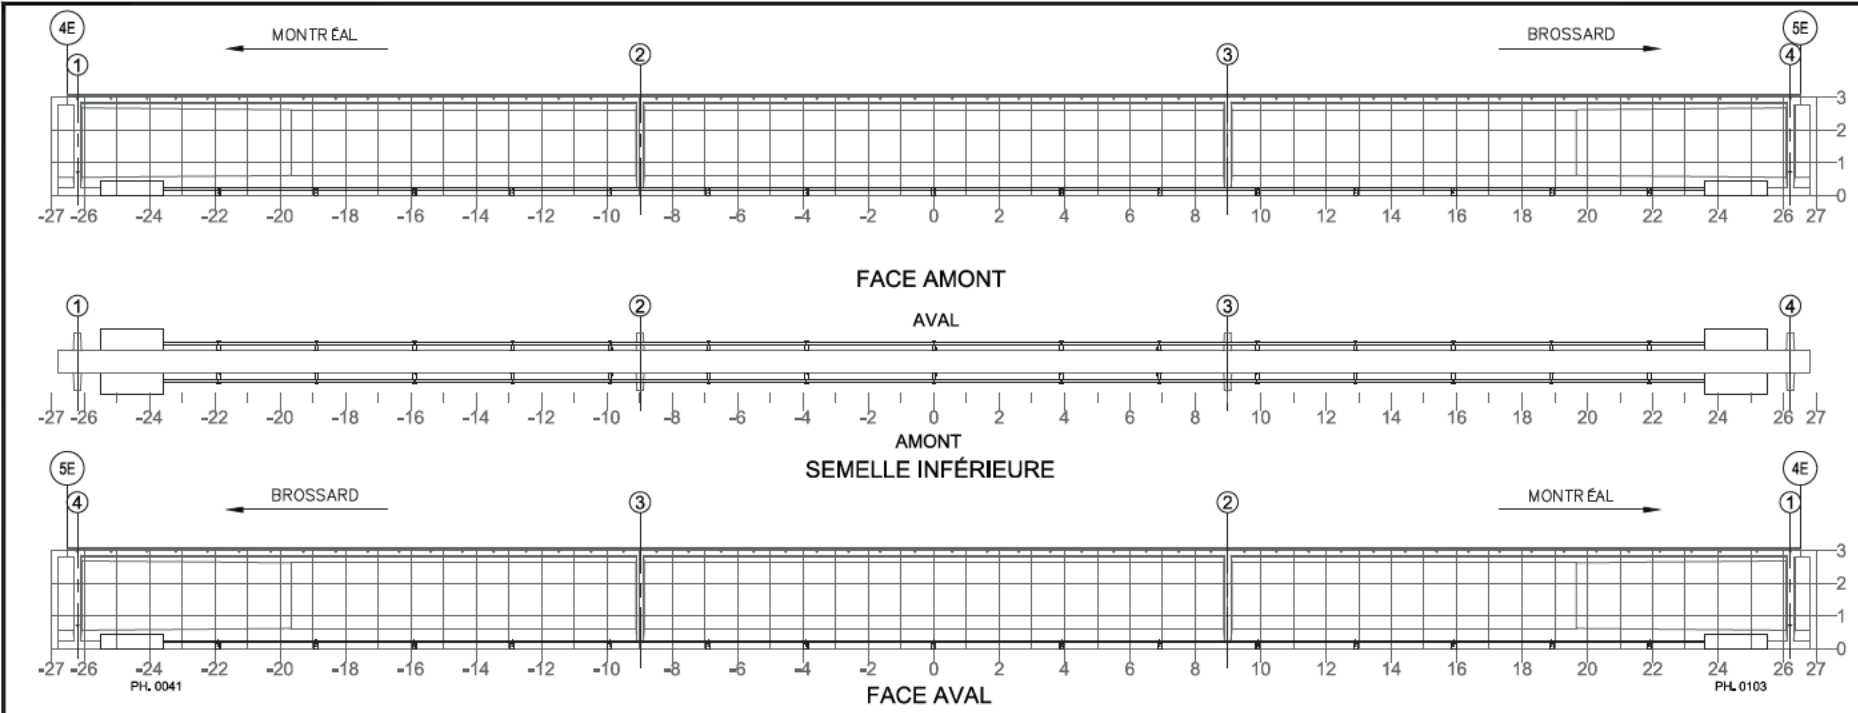 4E 5E
MONTRÉAL BROSSARD
1 2 3 4
3
2
1
0
-27 -26 -24 -22 -20 -18 -16 -14 -12 -10 -8 -6 -4 -2 0 2 4 6 8 10 12 14 16 18 20 22 24 26 27
FACE AMONT
1 2 3 4
AVAL
-27 -26 -24 -22 -20 -18 -16 -14 -12 -10 -8 -6 -4 -2 0 2 4 6 8 10 12 14 16 18 20 22 24 26 27
AMONT
SEMELLE INFÉRIEURE
5E 4E
BROSSARD MONTRÉAL
4 3 2 1
3
2
1
0
-27 -26 -24 -22 -20 -18 -16 -14 -12 -10 -8 -6 -4 -2 0 2 4 6 8 10 12 14 16 18 20 22 24 26 27
PH. 0041 PH. 0103
FACE AVAL